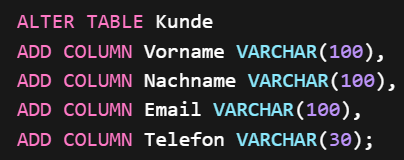 ALTER TABLE Kunde
ADD COLUMN Vorname VARCHAR(100),
ADD COLUMN Nachname VARCHAR(100),
ADD COLUMN Email VARCHAR(100),
ADD COLUMN Telefon VARCHAR(30);